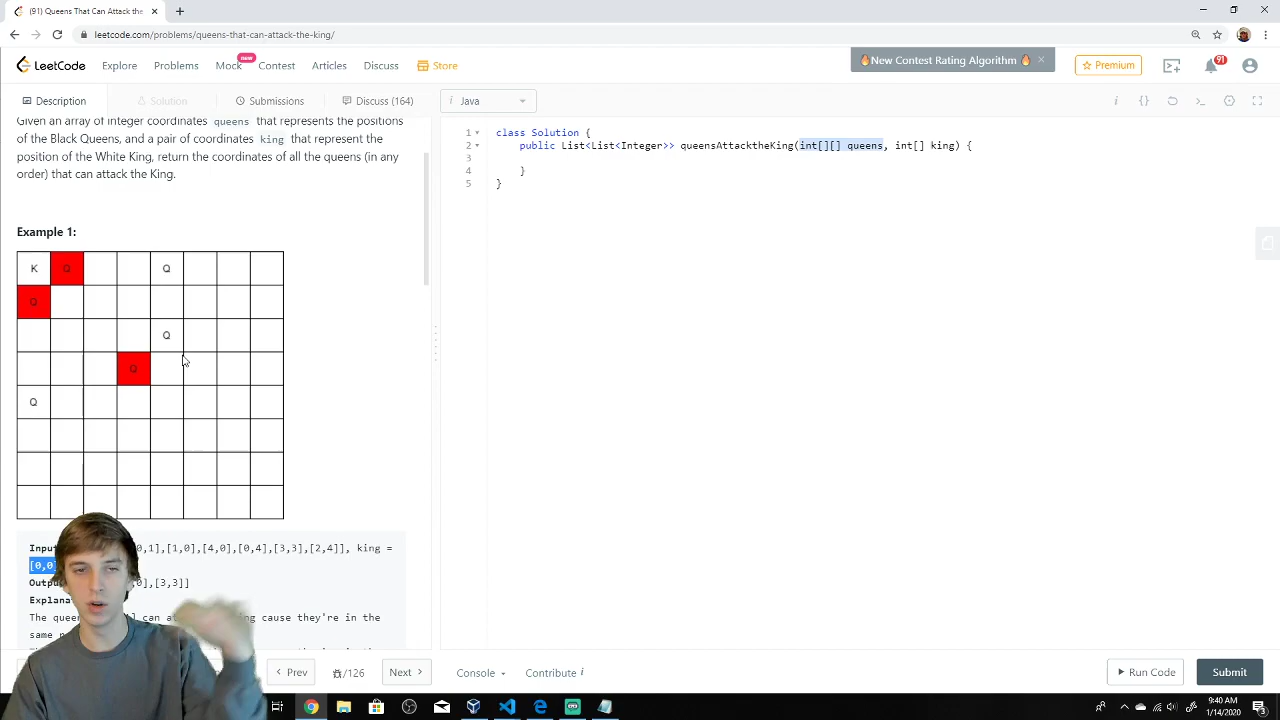 (91) Queens That Can Attack the
leetcode.com/problems/queens-that-can-attack-the-king/
LeetCode Explore Problems Mock new Contest Articles Discuss Store
🔥New Contest Rating Algorithm 🔥 ×
Premium
91
Description Solution Submissions Discuss (164)
i Java
Given an array of integer coordinates queens that represents the positions
of the Black Queens, and a pair of coordinates king that represent the
position of the White King, return the coordinates of all the queens (in any
order) that can attack the King.
Example 1:
K Q Q
Q
Q
Q
Q
0,1],[1,0],[4,0],[0,4],[3,3],[2,4]], king =
[0,0]
,0],[3,3]]
The
cause they're in the
same
1 class Solution {
2 public List<List<Integer>> queensAttacktheKing(int[][] queens, int[] king) {
3
4 }
5 }
< Prev
/126
Next >
Console
Contribute i
Run Code
Submit
9:40 AM
1/14/2020